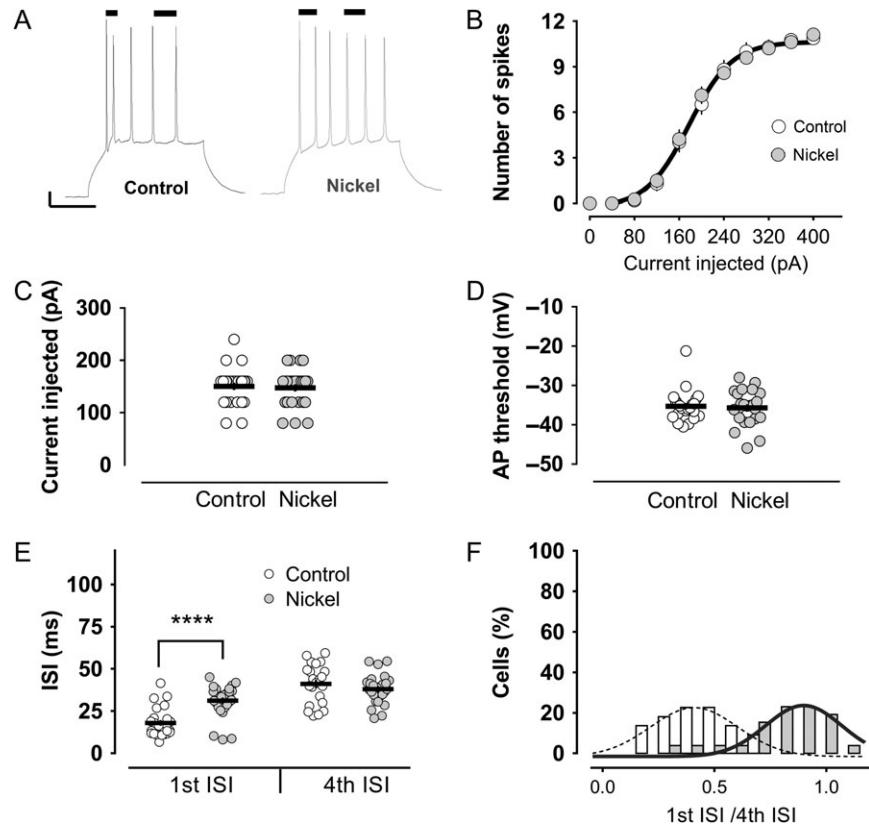 A
Control
Nickel
B
Number of spikes
12
9
6
3
0
Control
Nickel
0 80 160 240 320 400
Current injected (pA)
C
Current injected (pA)
300
200
100
0
Control Nickel
D
AP threshold (mV)
–10
–20
–30
–40
–50
Control Nickel
E
ISI (ms)
100
75
50
25
0
Control
Nickel
****
1st ISI 4th ISI
F
Cells (%)
100
80
60
40
20
0
0.0 0.5 1.0
1st ISI /4th ISI